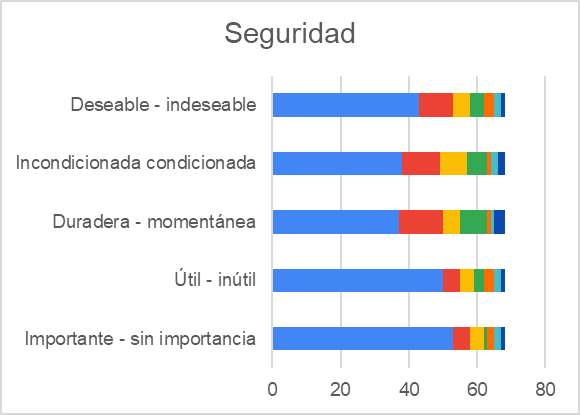 Seguridad
Deseable - indeseable
Incondicionada condicionada
Duradera - momentánea
Útil - inútil
Importante - sin importancia
0 20 40 60 80